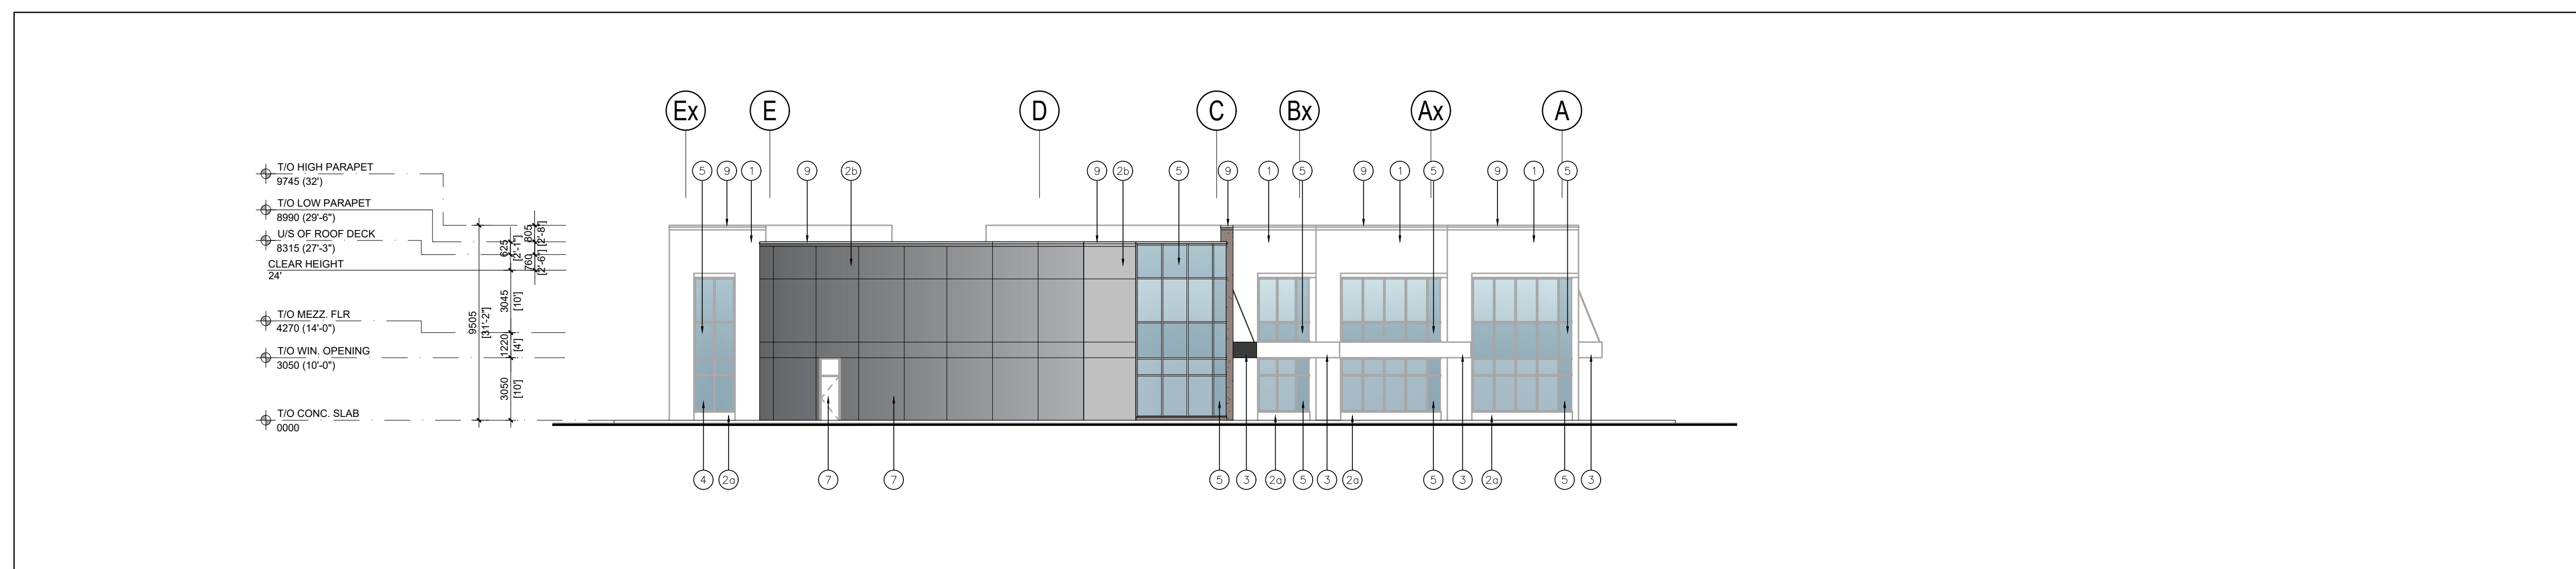 Ex E D C Bx Ax A
5 9 1 9 2b 9 2b 5 9 1 5 9 1 5 9 1 5
T/O HIGH PARAPET
9745 (32')
T/O LOW PARAPET
8990 (29'-6")
U/S OF ROOF DECK
8315 (27'-3")
CLEAR HEIGHT
24'
T/O MEZZ. FLR
4270 (14'-0")
T/O WIN. OPENING
3050 (10'-0")
T/O CONC. SLAB
0000
9505
[31'-2"]
625
[2'-1"]
3045
[10']
1220
[4']
3050
[10']
805
[2'-8"]
760
[2'-6"]
4 2a 7 7 5 3 2a 5 3 2a 5 3 2a 5 3